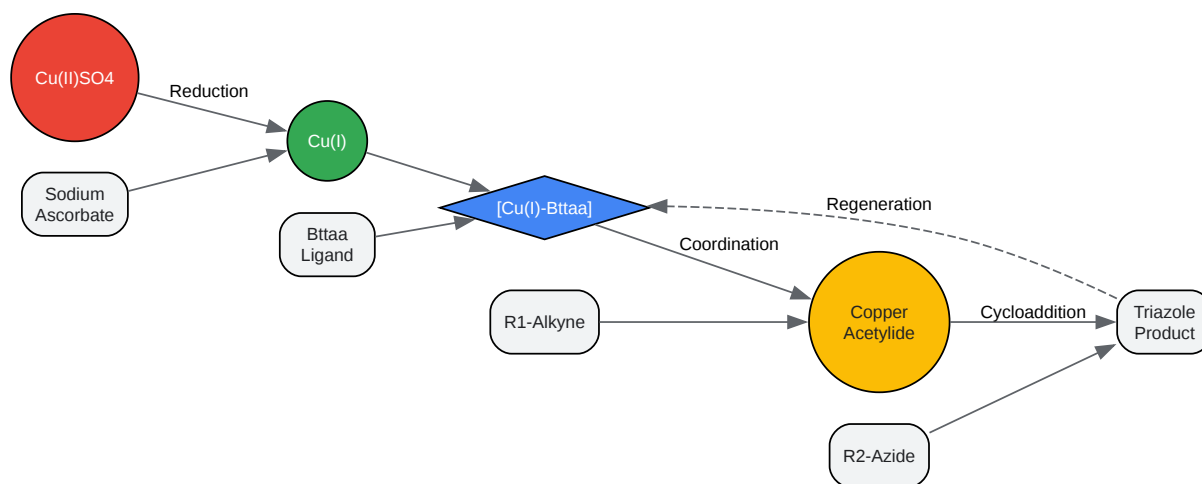 Cu(II)SO4
Reduction
Cu(I)
Sodium
Ascorbate
[Cu(I)-Bttaa]
Regeneration
Bttaa
Ligand
Coordination
R1-Alkyne
Copper
Acetylide
Cycloaddition
Triazole
Product
R2-Azide